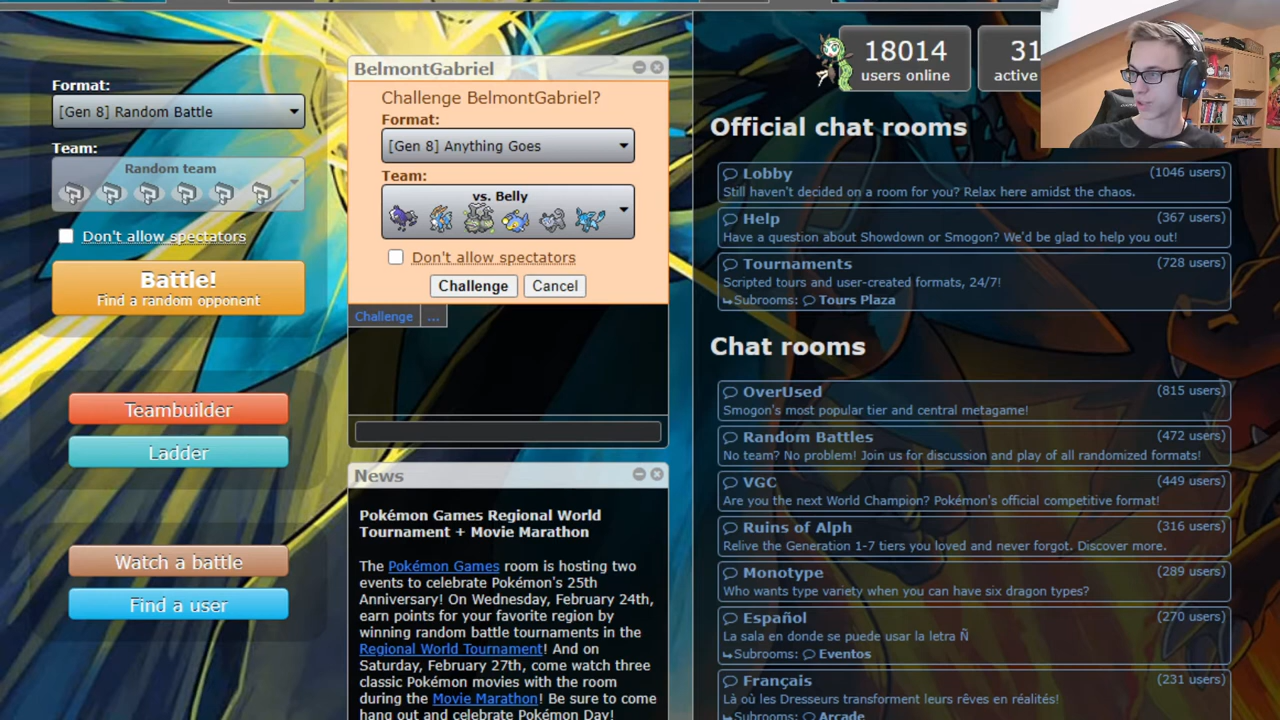 Format:
[Gen 8] Random Battle
Team:
Random team
Don't allow spectators
Battle!
Find a random opponent
Teambuilder
Ladder
Watch a battle
Find a user
BelmontGabriel
Challenge BelmontGabriel?
Format:
[Gen 8] Anything Goes
Team:
vs. Belly
Don't allow spectators
Challenge Cancel
Challenge ...
News
Pokémon Games Regional World
Tournament + Movie Marathon
The Pokémon Games room is hosting two
events to celebrate Pokémon's 25th
Anniversary! On Wednesday, February 24th,
earn points for your favorite region by
winning random battle tournaments in the
Regional World Tournament! And on
Saturday, February 27th, come watch three
classic Pokémon movies with the room
during the Movie Marathon! Be sure to come
hang out and celebrate Pokémon Day!
18014
users online
31
active
Official chat rooms
Lobby (1046 users)
Still haven't decided on a room for you? Relax here amidst the chaos.
Help (367 users)
Have a question about Showdown or Smogon? We'd be glad to help you out!
Tournaments (728 users)
Scripted tours and user-created formats, 24/7!
↳Subrooms: Tours Plaza
Chat rooms
OverUsed (815 users)
Smogon's most popular tier and central metagame!
Random Battles (472 users)
No team? No problem! Join us for discussion and play of all randomized formats!
VGC (449 users)
Are you the next World Champion? Pokémon's official competitive format!
Ruins of Alph (316 users)
Relive the Generation 1-7 tiers you loved and never forgot. Discover more.
Monotype (289 users)
Who wants type variety when you can have six dragon types?
Español (270 users)
La sala en donde se puede usar la letra Ñ
↳Subrooms: Eventos
Français (231 users)
Là où les Dresseurs transforment leurs rêves en réalités!
↳Subrooms: Arcade